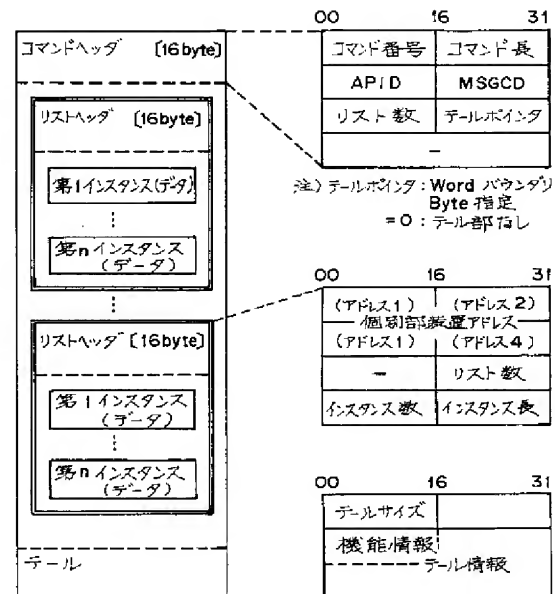 コマンドヘッダ [16byte]
リストヘッダ [16byte]
第1インスタンス(データ)
第nインスタンス
(データ)
リストヘッダ [16byte]
第1インスタンス
(データ)
第nインスタンス
(データ)
テール
00 16 31
コマンド番号 コマンド長
APID MSGCD
リスト数 テールポインタ
-
注) テールポインタ: Word バウンダリ
Byte 指定
=0: テール部なし
00 16 31
(アドレス1) (アドレス2)
個別部装置アドレス
(アドレス1) (アドレス4)
- リスト数
インスタンス数 インスタンス長
00 16 31
テールサイズ
機能情報
テール情報